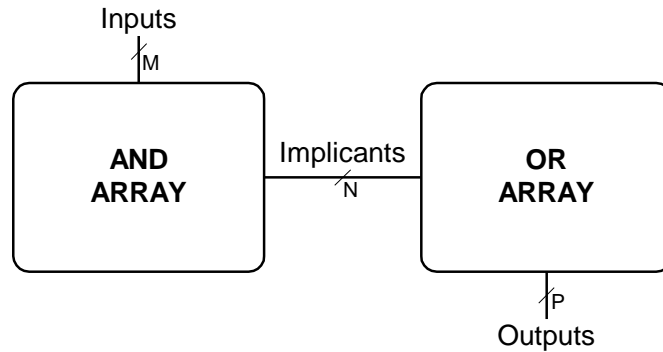 Inputs
M
AND
ARRAY
Implicants
N
OR
ARRAY
P
Outputs